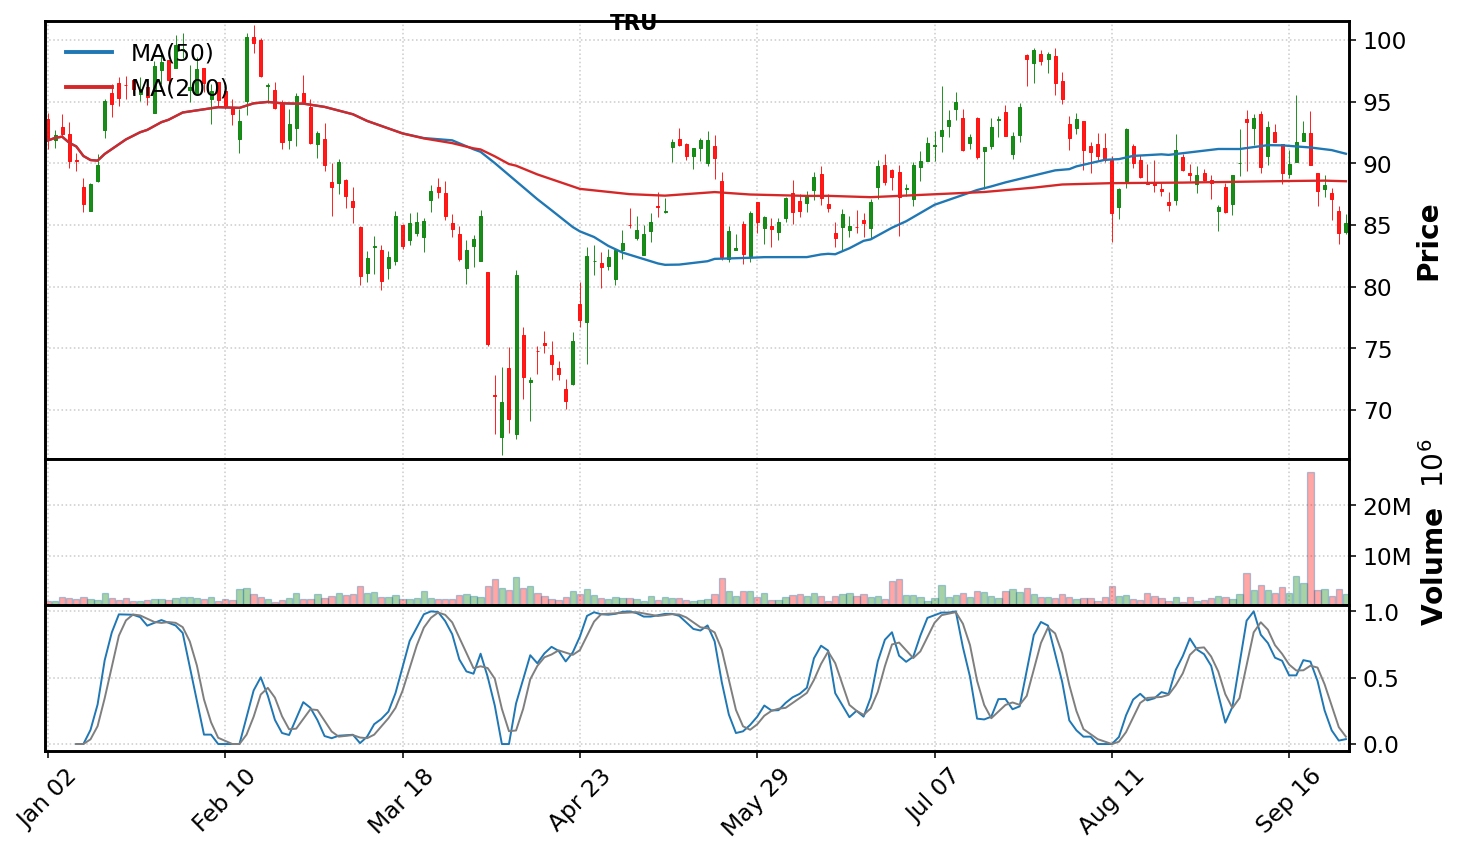 TRU
MA(50)
MA(200)
100
95
90
85
80
75
70
Price
20M
10M
Volume 10^6
1.0
0.5
0.0
Jan 02
Feb 10
Mar 18
Apr 23
May 29
Jul 07
Aug 11
Sep 16